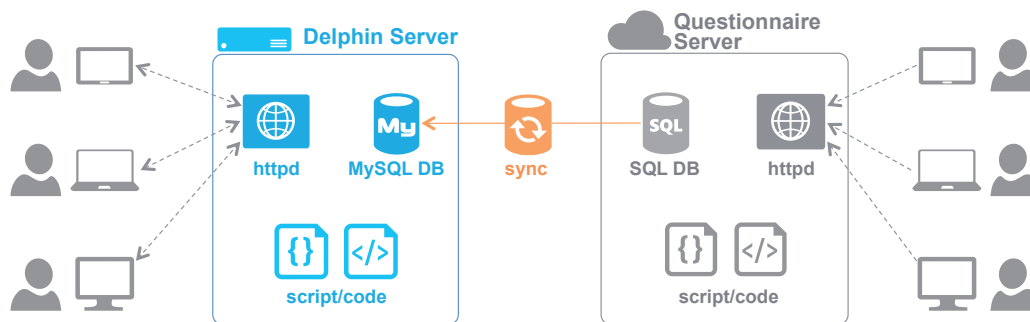 Delphin Server
Questionnaire
Server
My
SQL
httpd
MySQL DB
sync
SQL DB
httpd
{}
</>
{}
</>
script/code
script/code